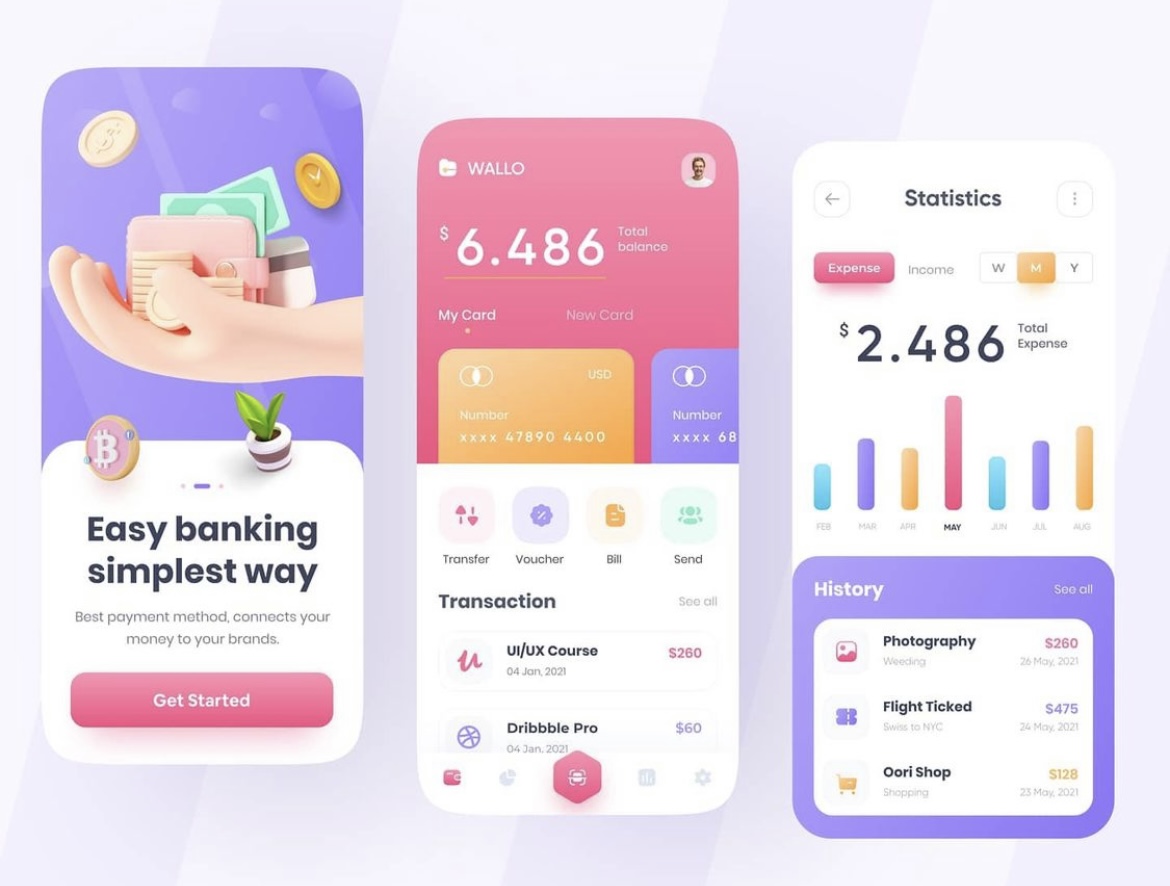 Easy banking
simplest way
Best payment method, connects your
money to your brands.
Get Started
WALLO
$ 6.486 Total
balance
My Card New Card
USD
Number
xxxx 47890 4400
Number
xxxx 68
Transfer Voucher Bill Send
Transaction See all
UI/UX Course $260
04 Jan, 2021
Dribbble Pro $60
04 Jan, 2021
Statistics
Expense Income W M Y
$ 2.486 Total
Expense
FEB MAR APR MAY JUN JUL AUG
History See all
Photography $260
Weeding 26 May, 2021
Flight Ticked $475
Swiss to NYC 24 May, 2021
Oori Shop $128
Shopping 23 May, 2021